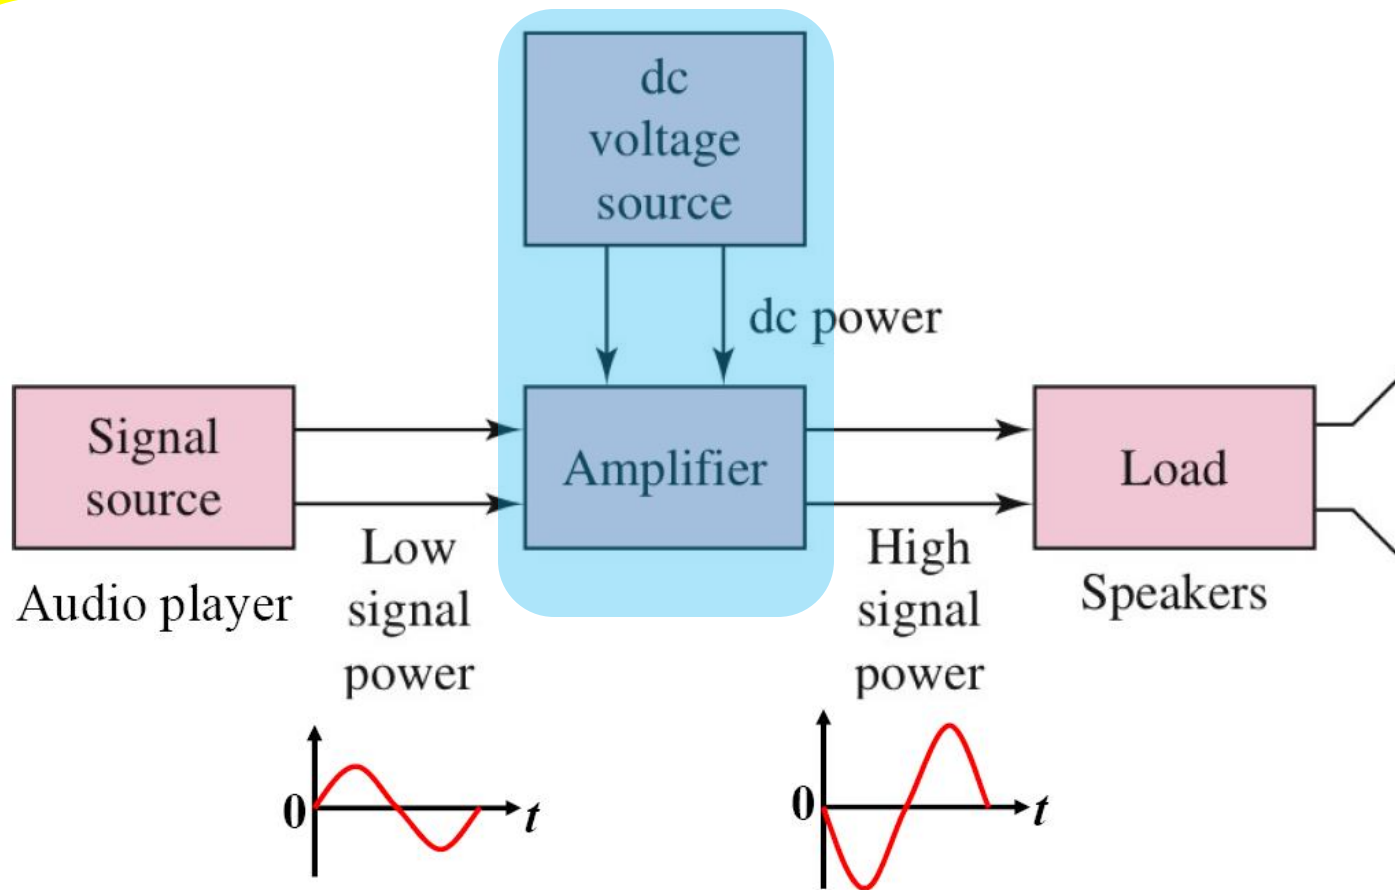 dc
voltage
source
dc power
Signal
source
Amplifier
Load
Audio player
Low
signal
power
High
signal
power
Speakers
0
t
0
t